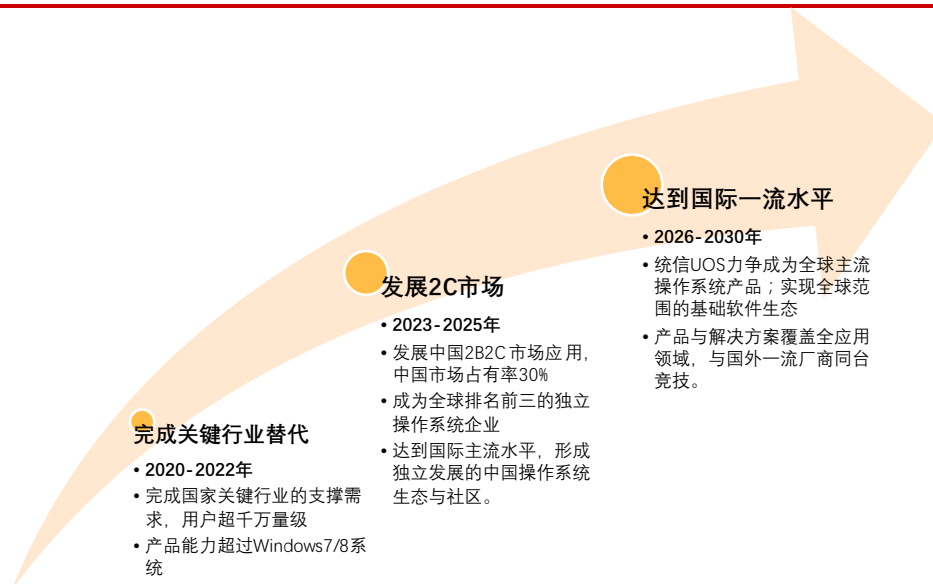 完成关键行业替代
• 2020-2022年
• 完成国家关键行业的支撑需
求，用户超千万量级
• 产品能力超过Windows7/8系
统
发展2C市场
• 2023-2025年
• 发展中国2B2C市场应用，
中国市场占有率30%
• 成为全球排名前三的独立
操作系统企业
• 达到国际主流水平，形成
独立发展的中国操作系统
生态与社区。
达到国际一流水平
• 2026-2030年
• 统信UOS力争成为全球主流
操作系统产品；实现全球范
围的基础软件生态
• 产品与解决方案覆盖全应用
领域，与国外一流厂商同台
竞技。